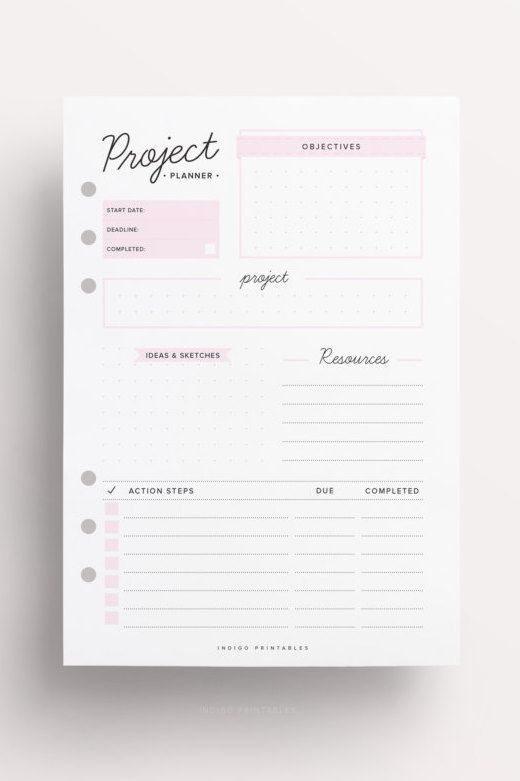 Project
• PLANNER •
OBJECTIVES
START DATE:
DEADLINE:
COMPLETED:
project
IDEAS & SKETCHES
Resources
✓ ACTION STEPS DUE COMPLETED
INDIGO PRINTABLES
INDIGO PRINTABLES